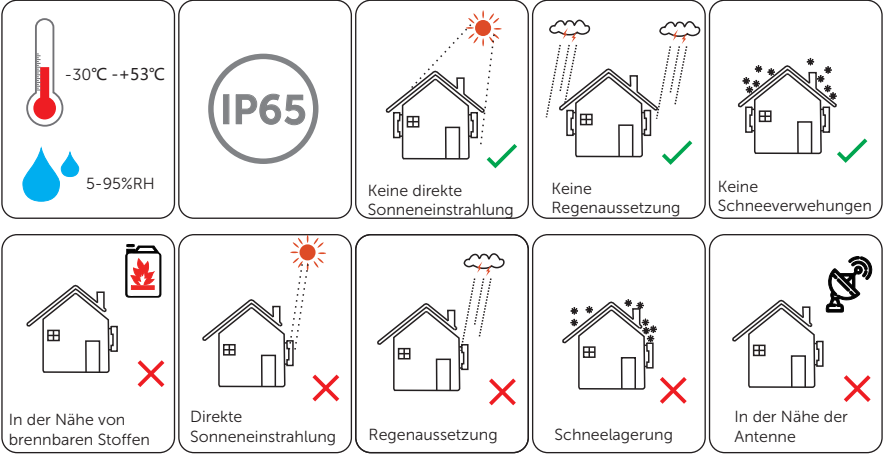 -30℃ -+53℃
5-95%RH
IP65
Keine direkte
Sonneneinstrahlung
Keine
Regenaussetzung
Keine
Schneeverwehungen
In der Nähe von
brennbaren Stoffen
Direkte
Sonneneinstrahlung
Regenaussetzung
Schneelagerung
In der Nähe der
Antenne